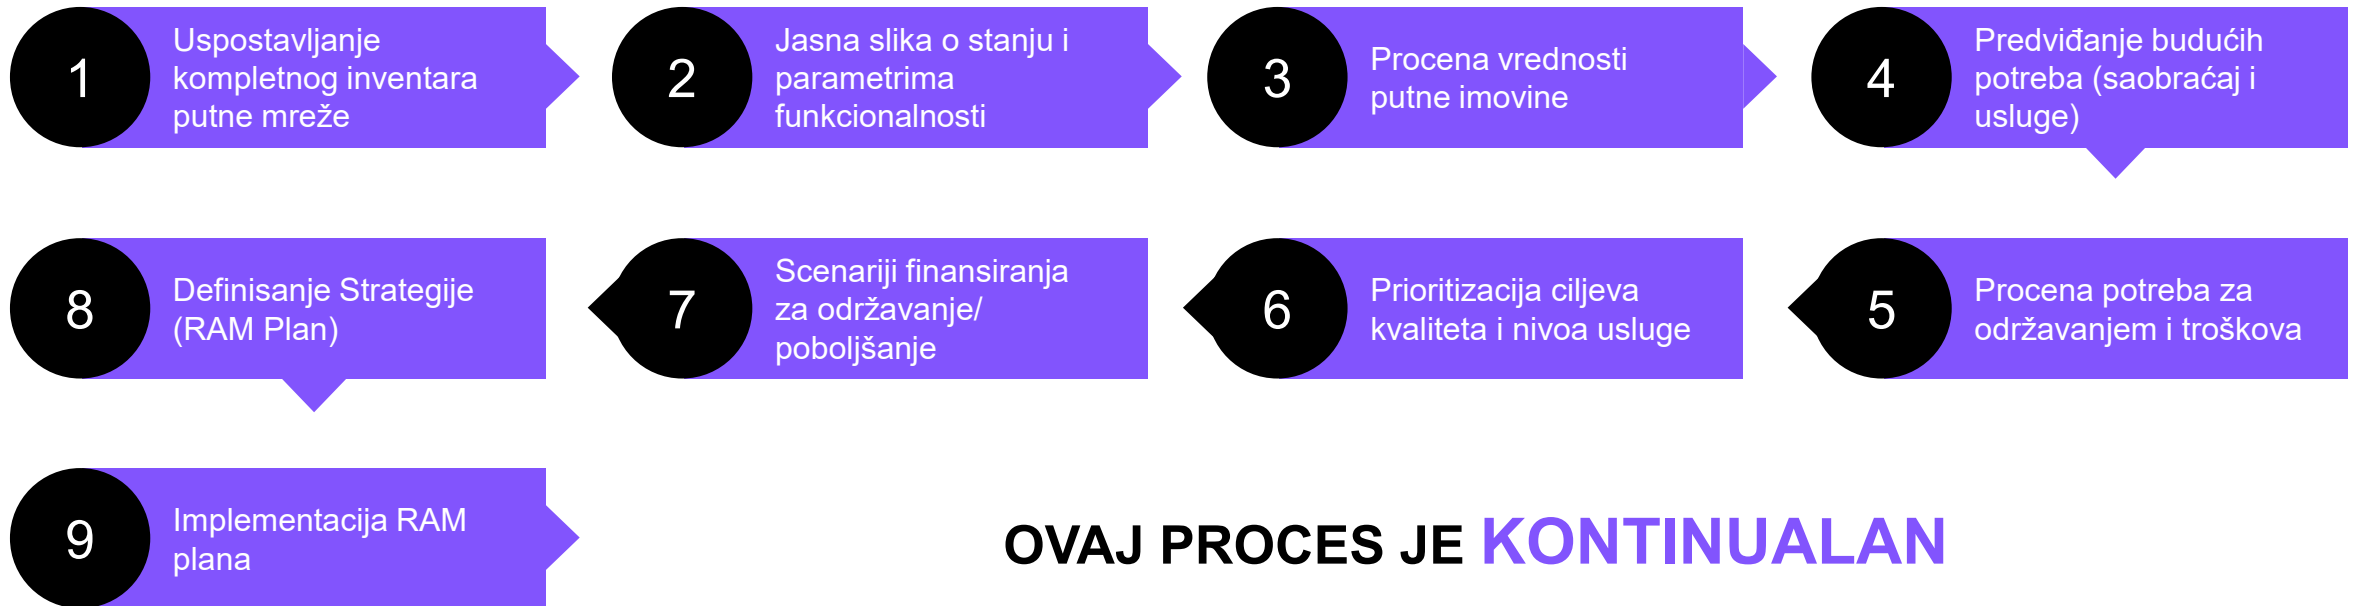 1
Uspostavljanje
kompletnog inventara
putne mreže
2
Jasna slika o stanju i
parametrima
funkcionalnosti
3
Procena vrednosti
putne imovine
4
Predviđanje budućih
potreba (saobraćaj i
usluge)
8
Definisanje Strategije
(RAM Plan)
7
Scenariji finansiranja
za održavanje/
poboljšanje
6
Prioritizacija ciljeva
kvaliteta i nivoa usluge
5
Procena potreba za
održavanjem i troškova
9
Implementacija RAM
plana
OVAJ PROCES JE KONTINUALAN